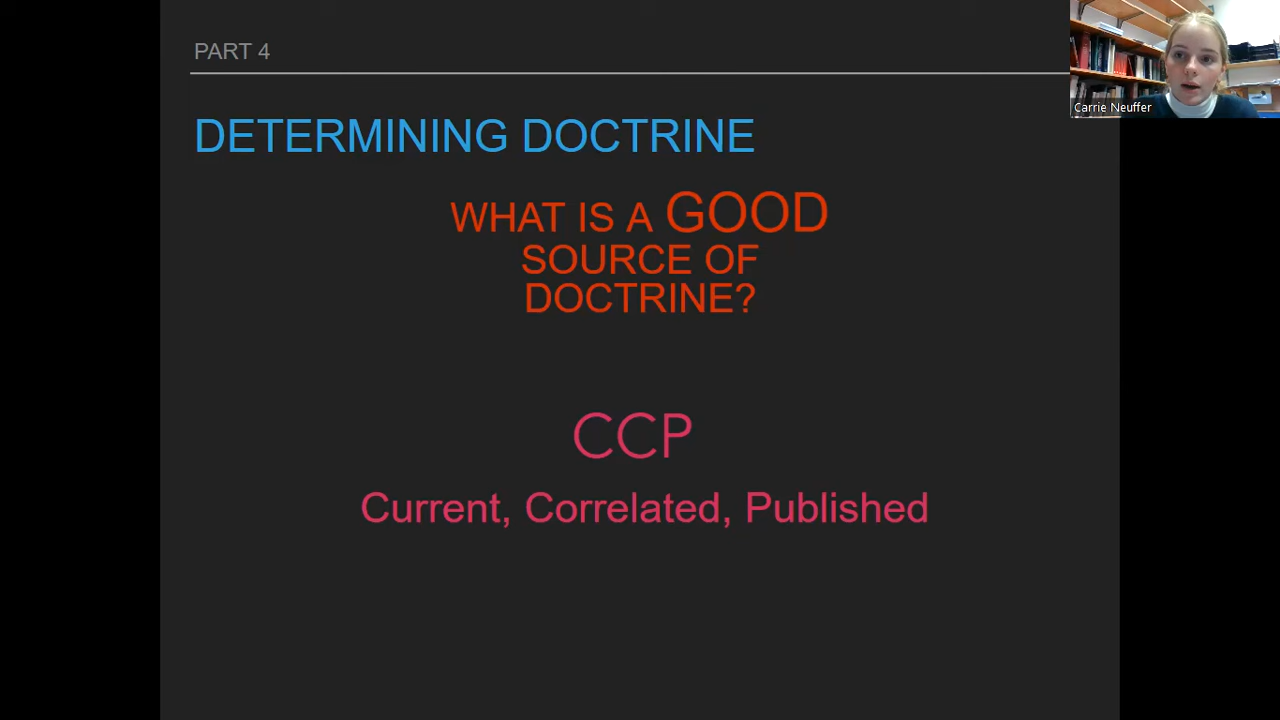 PART 4
Carrie Neuffer
DETERMINING DOCTRINE
WHAT IS A GOOD
SOURCE OF
DOCTRINE?
CCP
Current, Correlated, Published